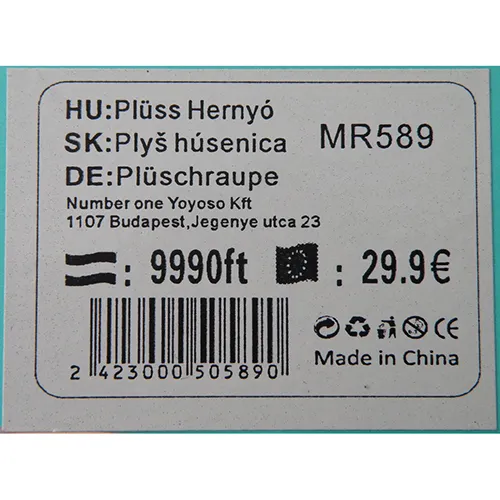 HU:Plüss Hernyó
SK:Plyš húsenica
MR589
DE:Plüschraupe
Number one Yoyoso Kft
1107 Budapest,Jegenye utca 23
: 9990ft : 29.9€
CE
Made in China
2 423000 505890